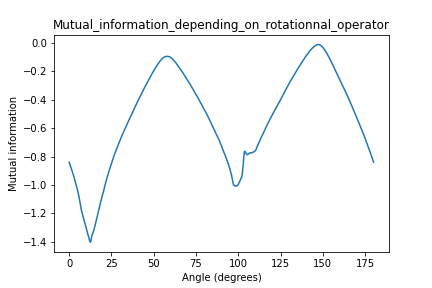 Mutual_information_depending_on_rotationnal_operator
0.0
−0.2
−0.4
−0.6
−0.8
−1.0
−1.2
−1.4
Mutual information
0 25 50 75 100 125 150 175
Angle (degrees)